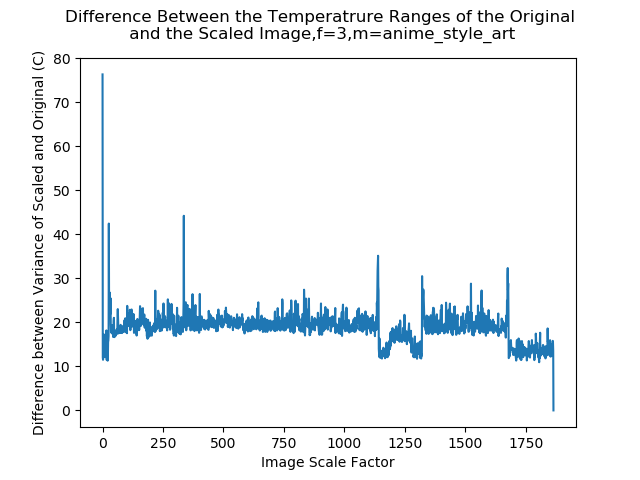 Difference Between the Temperatrure Ranges of the Original
and the Scaled Image,f=3,m=anime_style_art
Difference between Variance of Scaled and Original (C)
80
70
60
50
40
30
20
10
0
0 250 500 750 1000 1250 1500 1750
Image Scale Factor